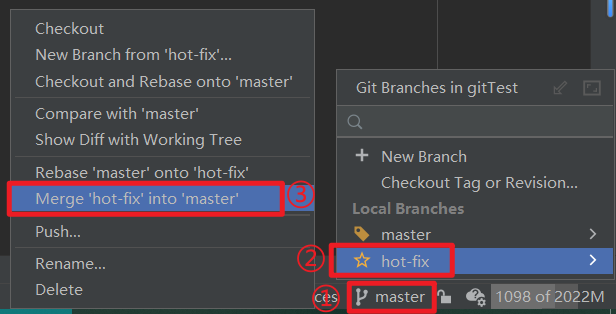 Checkout
New Branch from 'hot-fix'...
Checkout and Rebase onto 'master'
Compare with 'master'
Show Diff with Working Tree
Rebase 'master' onto 'hot-fix'
Merge 'hot-fix' into 'master'
③
Push...
Rename...
Delete
Git Branches in gitTest
New Branch
Checkout Tag or Revision...
Local Branches
master
② hot-fix
① master
1098 of 2022M